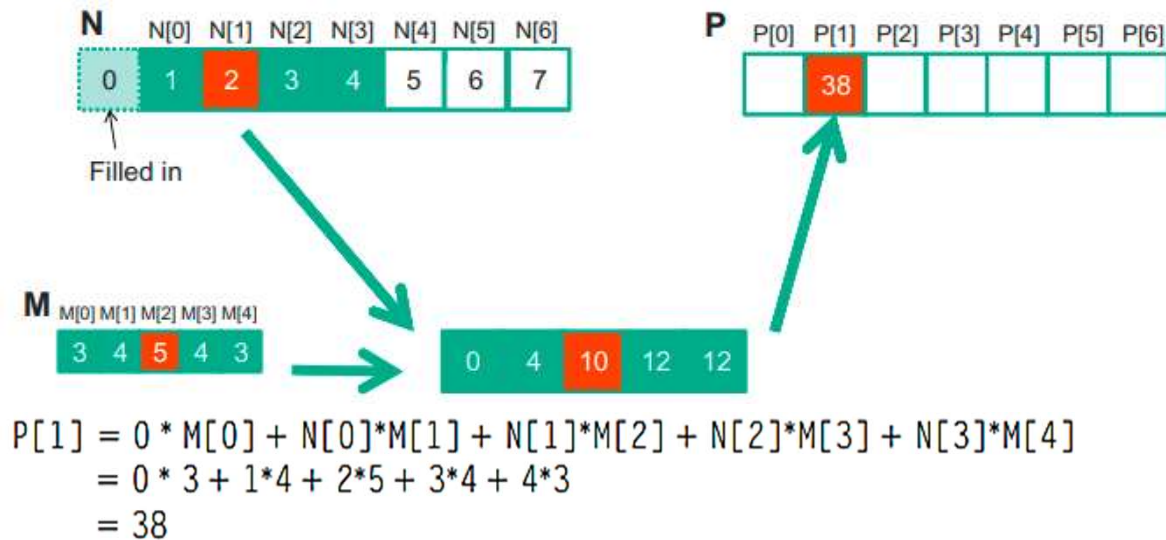 N N[0] N[1] N[2] N[3] N[4] N[5] N[6]
0 1 2 3 4 5 6 7
Filled in
P P[0] P[1] P[2] P[3] P[4] P[5] P[6]
38
M M[0] M[1] M[2] M[3] M[4]
3 4 5 4 3
0 4 10 12 12
P[1] = 0 * M[0] + N[0]*M[1] + N[1]*M[2] + N[2]*M[3] + N[3]*M[4]
= 0 * 3 + 1*4 + 2*5 + 3*4 + 4*3
= 38